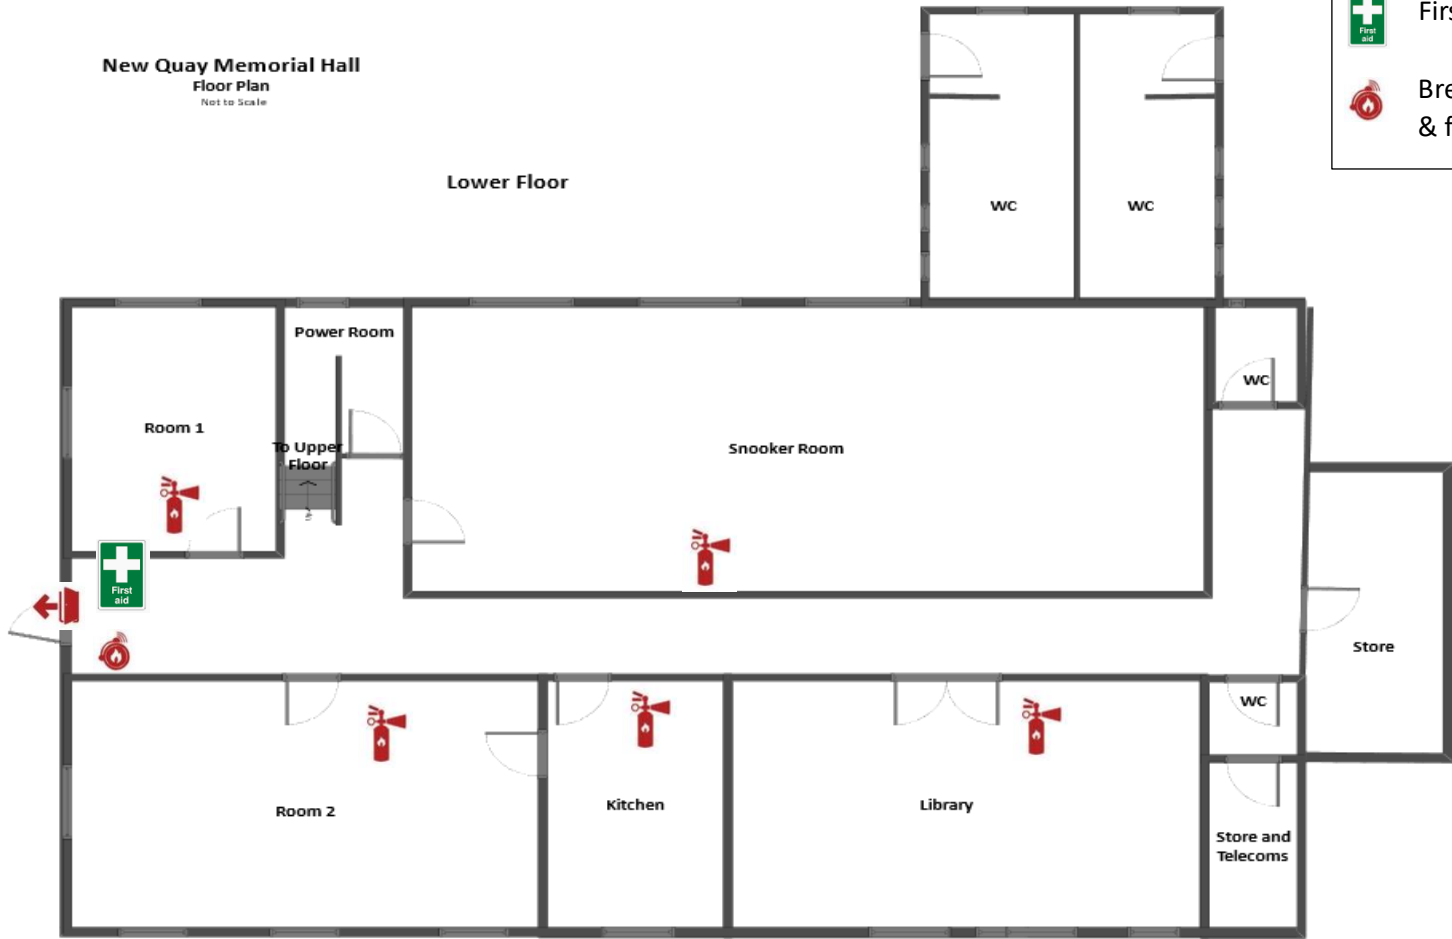 New Quay Memorial Hall
Floor Plan
Not to Scale
Lower Floor
First
aid
Firs
Bre
& f
WC
WC
Power Room
Room 1
To Upper
Floor
Snooker Room
WC
First
aid
Store
WC
Room 2
Kitchen
Library
Store and
Telecoms